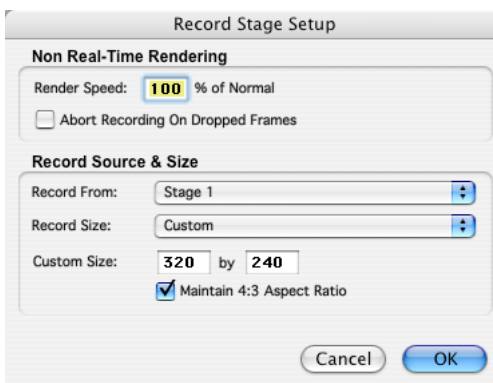 Record Stage Setup
Non Real-Time Rendering
Render Speed: 100 % of Normal
Abort Recording On Dropped Frames
Record Source & Size
Record From: Stage 1
Record Size: Custom
Custom Size: 320 by 240
Maintain 4:3 Aspect Ratio
Cancel OK